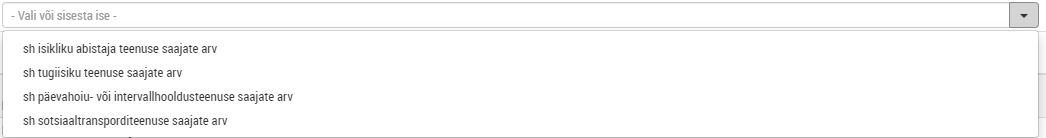 - Vali või sisesta ise -
sh isikliku abistaja teenuse saajate arv
sh tugiisiku teenuse saajate arv
sh päevahoiu- või intervallhooldusteenuse saajate arv
sh sotsiaaltransporditeenuse saajate arv